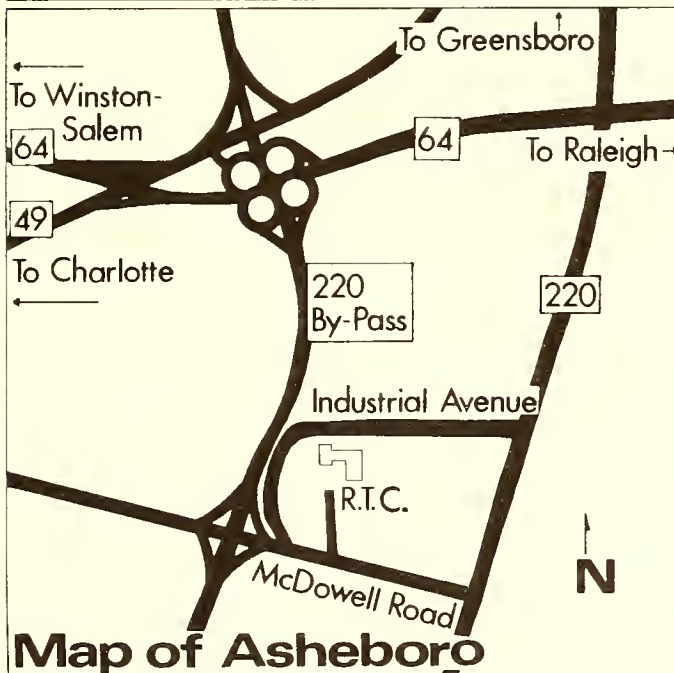 To Greensboro
To Winston-
Salem
64
64
To Raleigh
49
To Charlotte
220
By-Pass
220
Industrial Avenue
R.T.C.
N
McDowell Road
Map of Asheboro